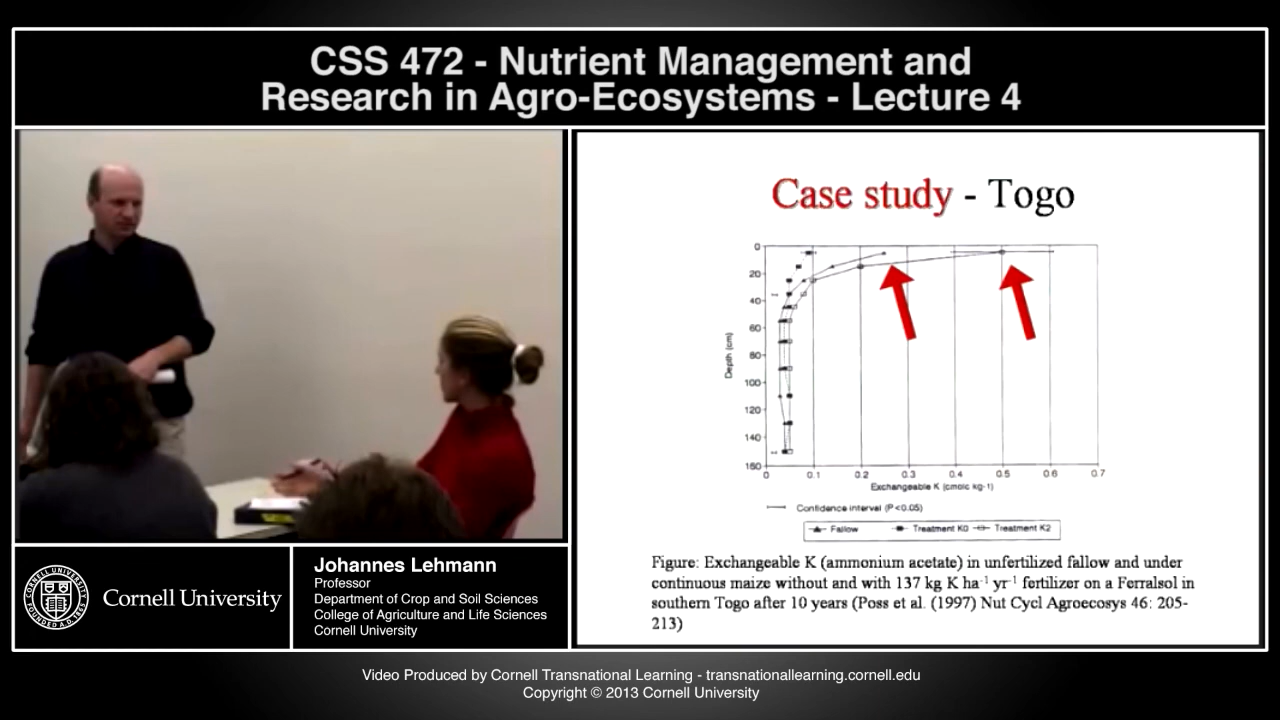 CSS 472 - Nutrient Management and
Research in Agro-Ecosystems - Lecture 4
Case study - Togo
0
20
40
60
80
100
120
140
160
Depth (cm)
0 0.1 0.2 0.3 0.4 0.5 0.6 0.7
Exchangeable K (cmolc kg-1)
Confidence interval (P<0.05)
Fallow Treatment K0 Treatment K2
Figure: Exchangeable K (ammonium acetate) in unfertilized fallow and under
continuous maize without and with 137 kg K ha-1 yr-1 fertilizer on a Ferralsol in
southern Togo after 10 years (Poss et al. (1997) Nut Cycl Agroecosys 46: 205-
213)
CORNELL UNIVERSITY
FOUNDED A.D. 1865
Cornell University
Johannes Lehmann
Professor
Department of Crop and Soil Sciences
College of Agriculture and Life Sciences
Cornell University
Video Produced by Cornell Transnational Learning - transnationallearning.cornell.edu
Copyright © 2013 Cornell University